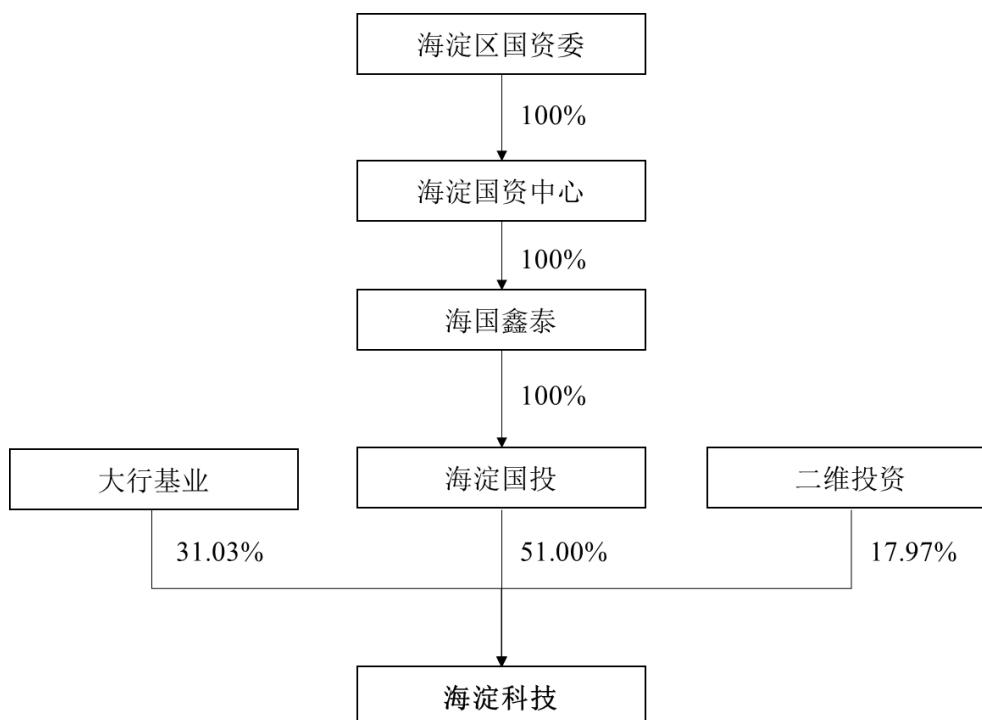 海淀区国资委
100%
海淀国资中心
100%
海国鑫泰
100%
大行基业
海淀国投
二维投资
31.03%
51.00%
17.97%
海淀科技